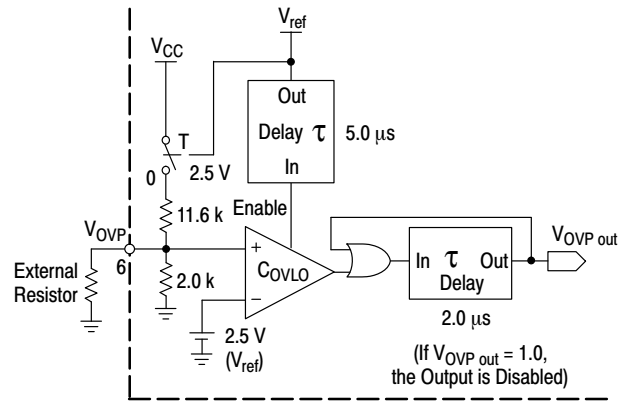 V_ref
V_CC
Out
Delay τ
In
5.0 µs
T
0
2.5 V
11.6 k
Enable
V_OVP
6
External
Resistor
2.0 k
+
C_OVLO
–
2.5 V
(V_ref)
In τ Out
Delay
2.0 µs
V_OVP out
(If V_OVP out = 1.0,
the Output is Disabled)